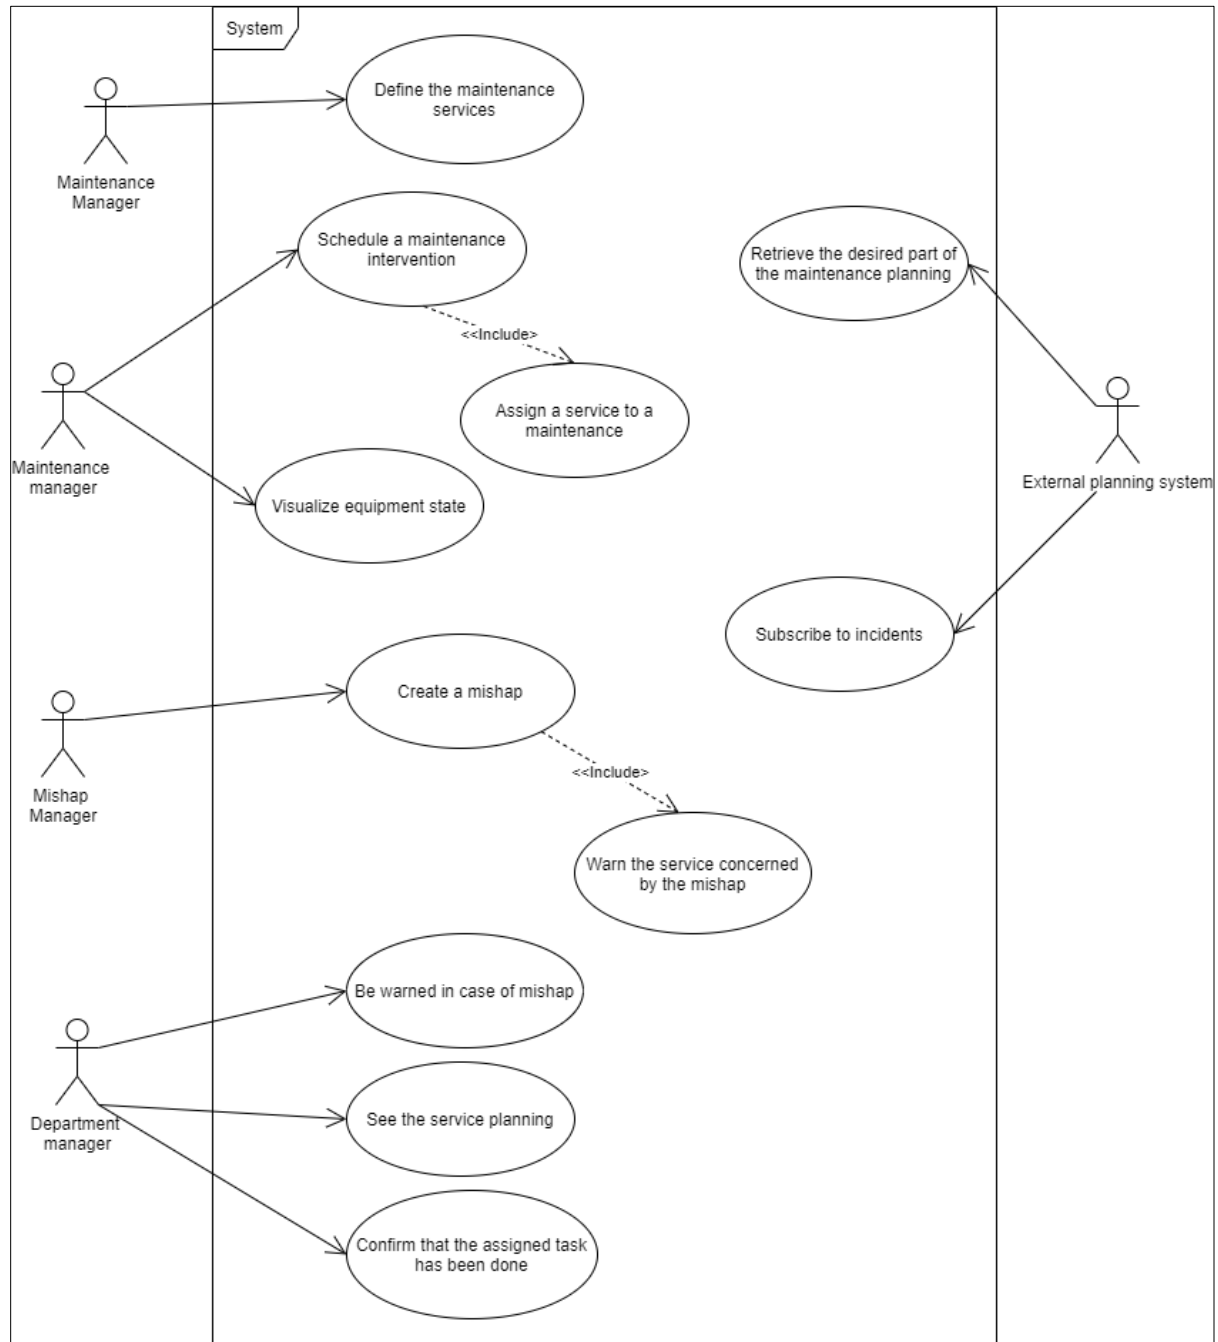 System
Define the maintenance
services
Maintenance
Manager
Schedule a maintenance
intervention
Retrieve the desired part of
the maintenance planning
<<Include>
Assign a service to a
maintenance
Maintenance
manager
External planning system
Visualize equipment state
Subscribe to incidents
Create a mishap
Mishap
Manager
<<Include>
Warn the service concerned
by the mishap
Be warned in case of mishap
Department
manager
See the service planning
Confirm that the assigned task
has been done